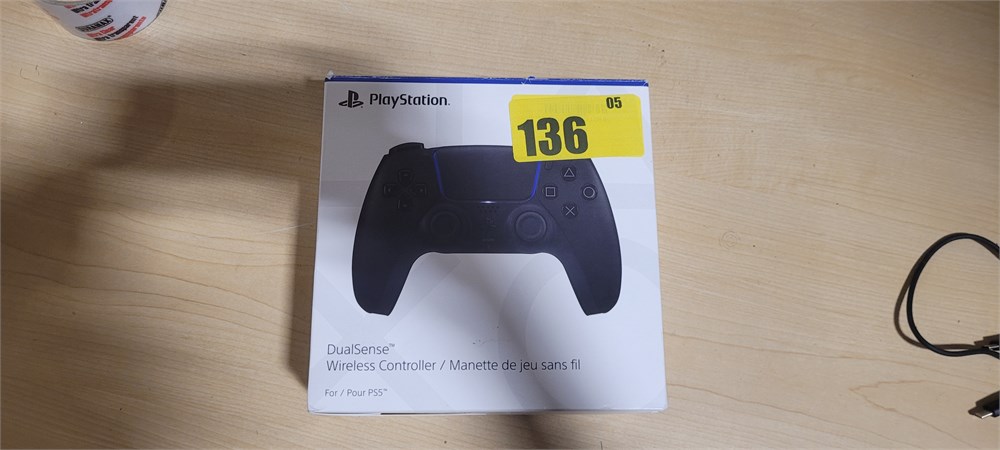 PlayStation.
05
136
DualSense™
Wireless Controller / Manette de jeu sans fil
For / Pour PS5™